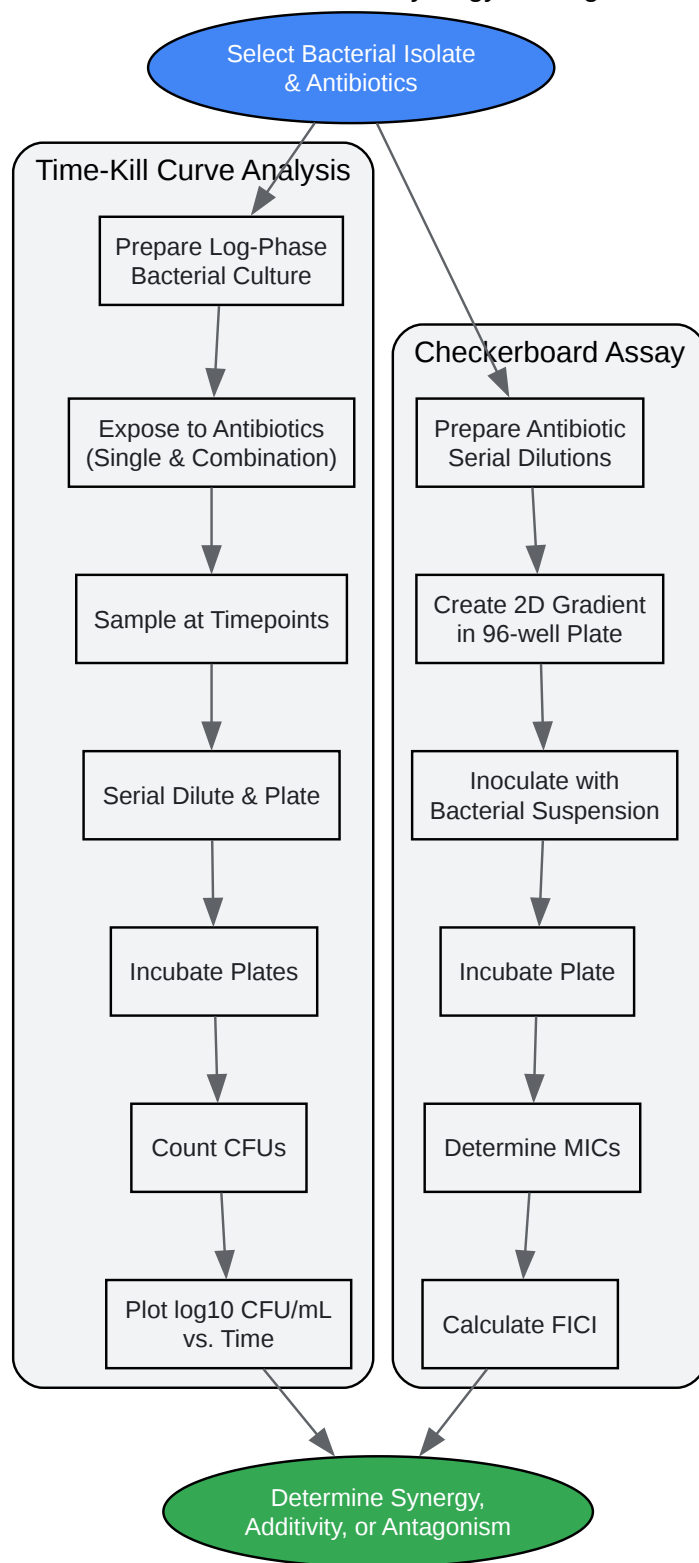 Select Bacterial Isolate
& Antibiotics
Time-Kill Curve Analysis
Prepare Log-Phase
Bacterial Culture
Expose to Antibiotics
(Single & Combination)
Sample at Timepoints
Serial Dilute & Plate
Incubate Plates
Count CFUs
Plot log10 CFU/mL
vs. Time
Checkerboard Assay
Prepare Antibiotic
Serial Dilutions
Create 2D Gradient
in 96-well Plate
Inoculate with
Bacterial Suspension
Incubate Plate
Determine MICs
Calculate FICI
Determine Synergy,
Additivity, or Antagonism